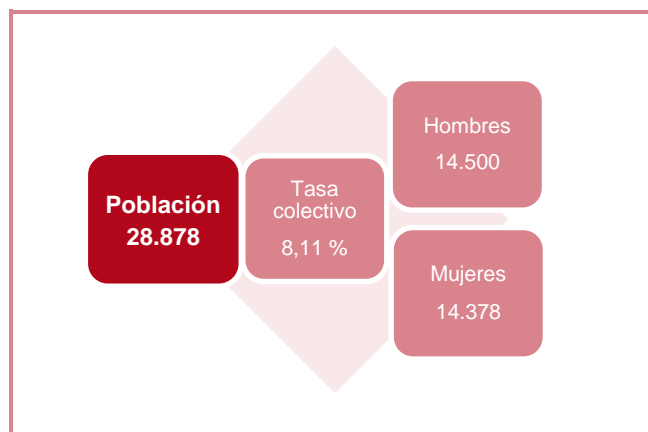 Población
28.878
Tasa
colectivo
8,11 %
Hombres
14.500
Mujeres
14.378